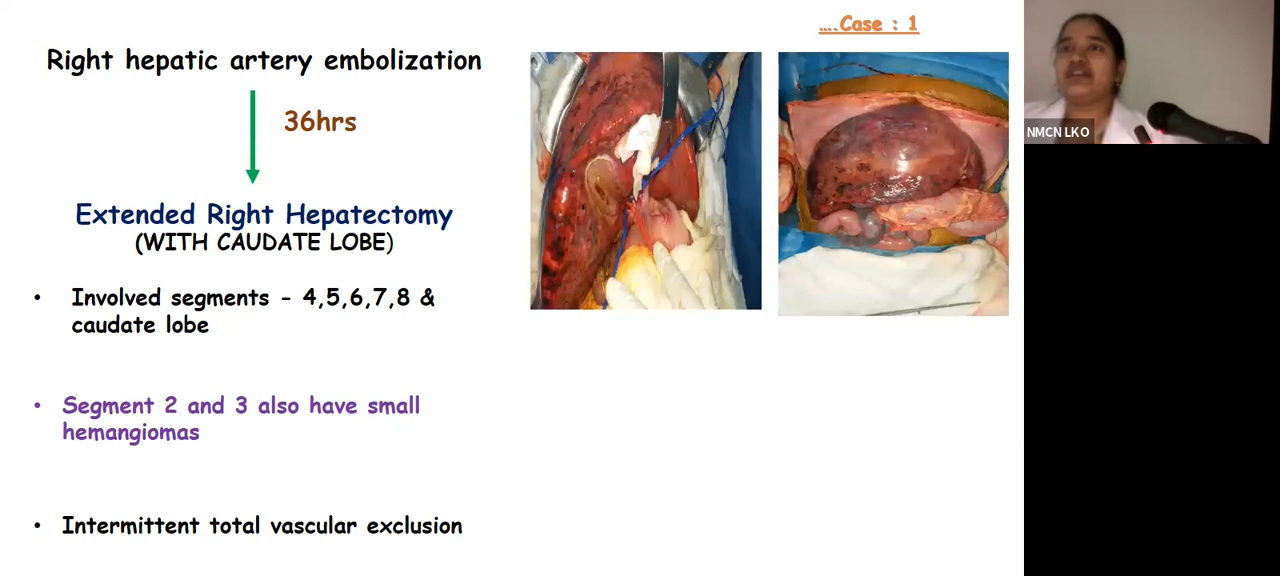 ....Case : 1
Right hepatic artery embolization
36hrs
Extended Right Hepatectomy
(WITH CAUDATE LOBE)
• Involved segments - 4,5,6,7,8 &
caudate lobe
• Segment 2 and 3 also have small
hemangiomas
• Intermittent total vascular exclusion
NMCN LKO